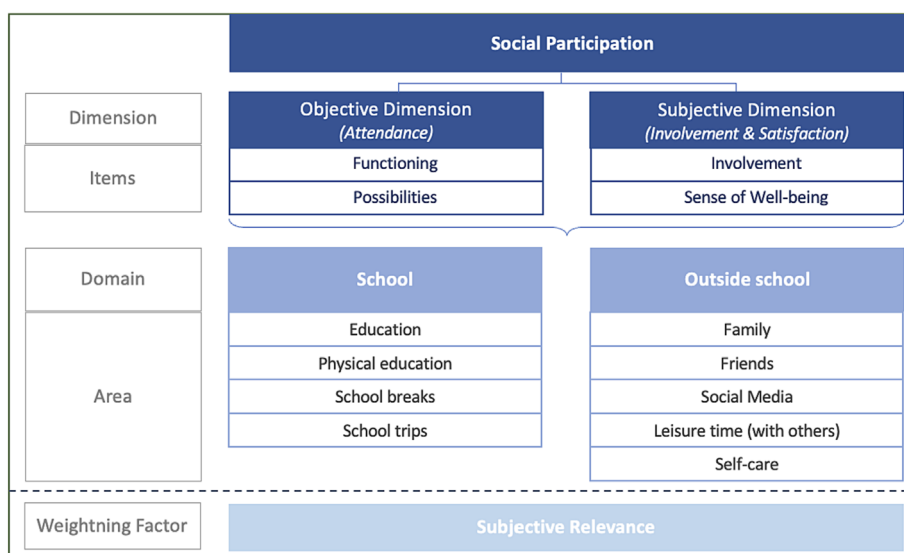 Social Participation
Dimension
Objective Dimension
(Attendance)
Subjective Dimension
(Involvement & Satisfaction)
Items
Functioning
Involvement
Possibilities
Sense of Well-being
Domain
School
Outside school
Area
Education
Family
Physical education
Friends
School breaks
Social Media
School trips
Leisure time (with others)
Self-care
Weightning Factor
Subjective Relevance